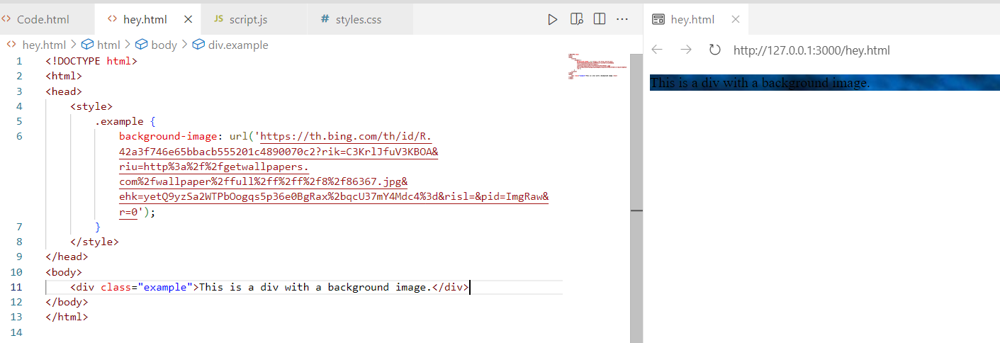 Code.html hey.html script.js styles.css
hey.html > html > body > div.example
1 <!DOCTYPE html>
2 <html>
3 <head>
4 <style>
5 .example {
6 background-image: url('https://th.bing.com/th/id/R.
42a3f746e65bbacb555201c4890070c2?rik=C3KrlJfuV3KBOA&
riu=http%3a%2f%2fgetwallpapers.
com%2fwallpaper%2ffull%2ff%2ff%2f8%2f86367.jpg&
ehk=yetQ9yzSa2WTPbOogqs5p36e0BgRax%2bqcU37mY4Mdc4%3d&risl=&pid=ImgRaw&
r=0');
7 }
8 </style>
9 </head>
10 <body>
11 <div class="example">This is a div with a background image.</div>
12 </body>
13 </html>
14
hey.html
http://127.0.0.1:3000/hey.html
This is a div with a background image.